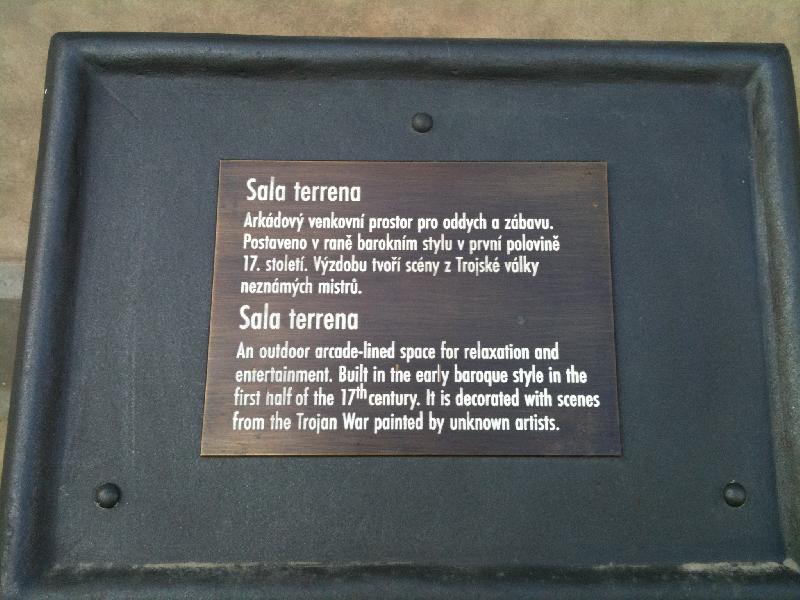 Sala terrena
Arkádový venkovní prostor pro oddych a zábavu.
Postaveno v raně barokním stylu v první polovině
17. století. Výzdobu tvoří scény z Trojské války
neznámých mistrů.
Sala terrena
An outdoor arcade-lined space for relaxation and
entertainment. Built in the early baroque style in the
first half of the 17th century. It is decorated with scenes
from the Trojan War painted by unknown artists.